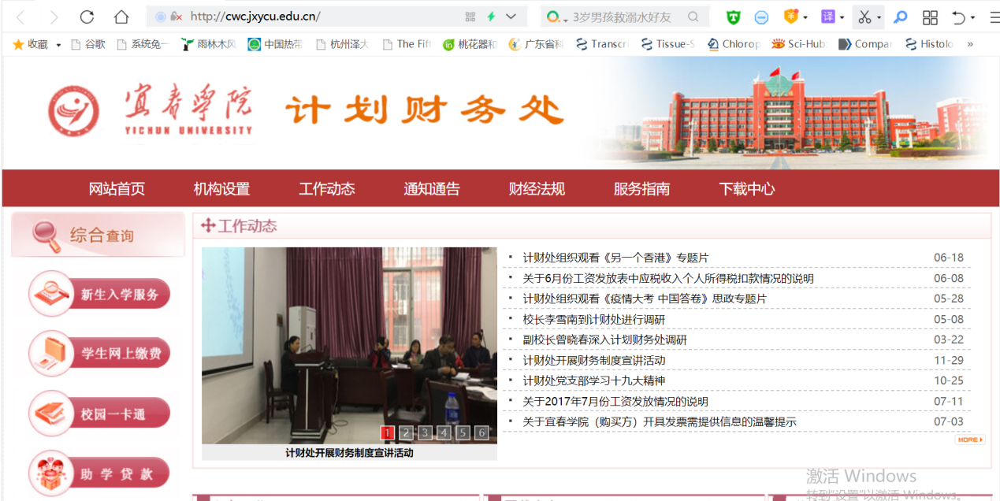 http://cwc.jxycu.edu.cn/
3岁男孩救溺水好友
译
收藏 谷歌 系统免一 雨林木风 中国热带 杭州泽大 The Fift 桃花器和 广东省科 Transcri Tissue-S Chlorop Sci-Hub: Compar Histolo »
宜春学院
YICHUN UNIVERSITY
计划财务处
网站首页 机构设置 工作动态 通知通告 财经法规 服务指南 下载中心
综合查询
新生入学服务
学生网上缴费
校园一卡通
助学贷款
工作动态
1 2 3 4 5 6
计财处开展财务制度宣讲活动
计财处组织观看《另一个香港》专题片 06-18
关于6月份工资发放表中应税收入个人所得税扣款情况的说明 06-08
计财处组织观看《疫情大考 中国答卷》思政专题片 05-28
校长李雪南到计财处进行调研 05-08
副校长曾晓春深入计划财务处调研 03-22
计财处开展财务制度宣讲活动 11-29
计财处党支部学习十九大精神 10-25
关于2017年7月份工资发放情况的说明 07-11
关于宜春学院（购买方）开具发票需提供信息的温馨提示 07-03
MORE
激活 Windows
转到"设置"以激活 Windows。